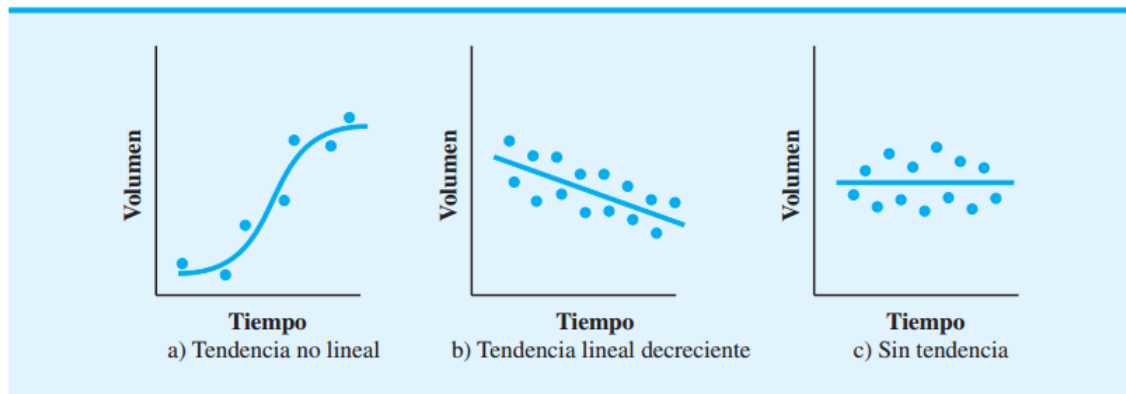 Volumen
Tiempo
a) Tendencia no lineal
Volumen
Tiempo
b) Tendencia lineal decreciente
Volumen
Tiempo
c) Sin tendencia